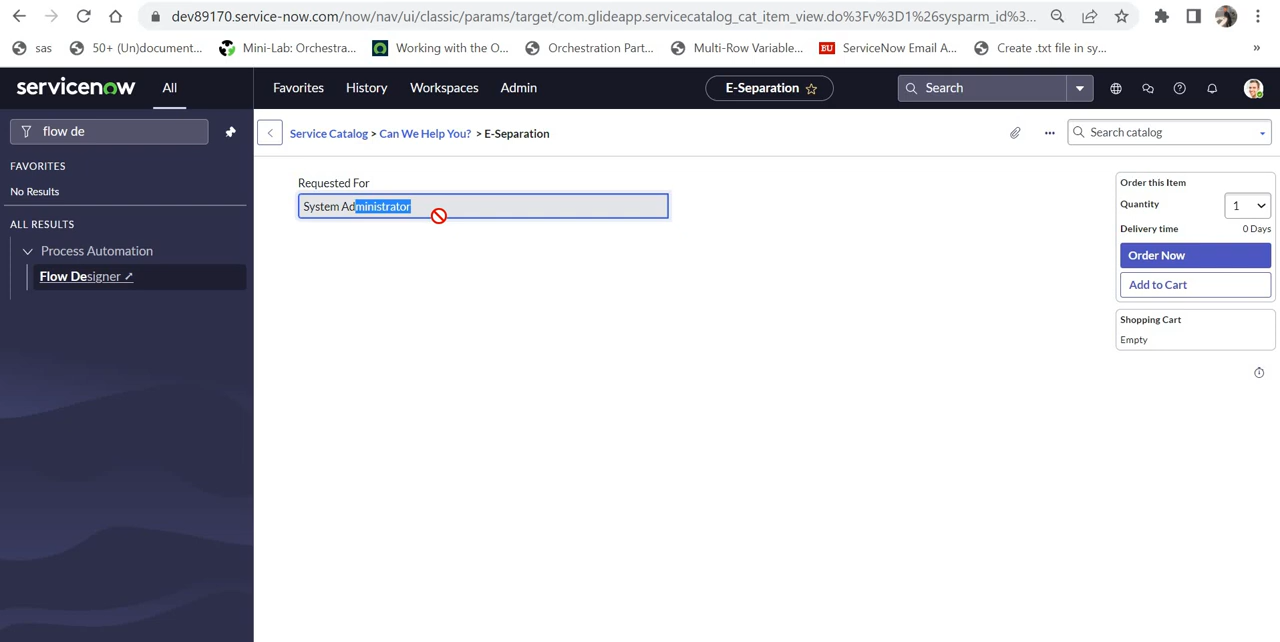 dev89170.service-now.com/now/nav/ui/classic/params/target/com.glideapp.servicecatalog_cat_item_view.do%3Fv%3D1%26sysparm_id%3...
sas 50+ (Un)document... Mini-Lab: Orchestra... Working with the O... Orchestration Part... Multi-Row Variable... BU ServiceNow Email A... Create .txt file in sy... »
servicenow All Favorites History Workspaces Admin E-Separation Search
flow de
Service Catalog > Can We Help You? > E-Separation
Search catalog
FAVORITES
No Results
ALL RESULTS
Process Automation
Flow Designer
Requested For
System Administrator
Order this Item
Quantity 1
Delivery time 0 Days
Order Now
Add to Cart
Shopping Cart
Empty